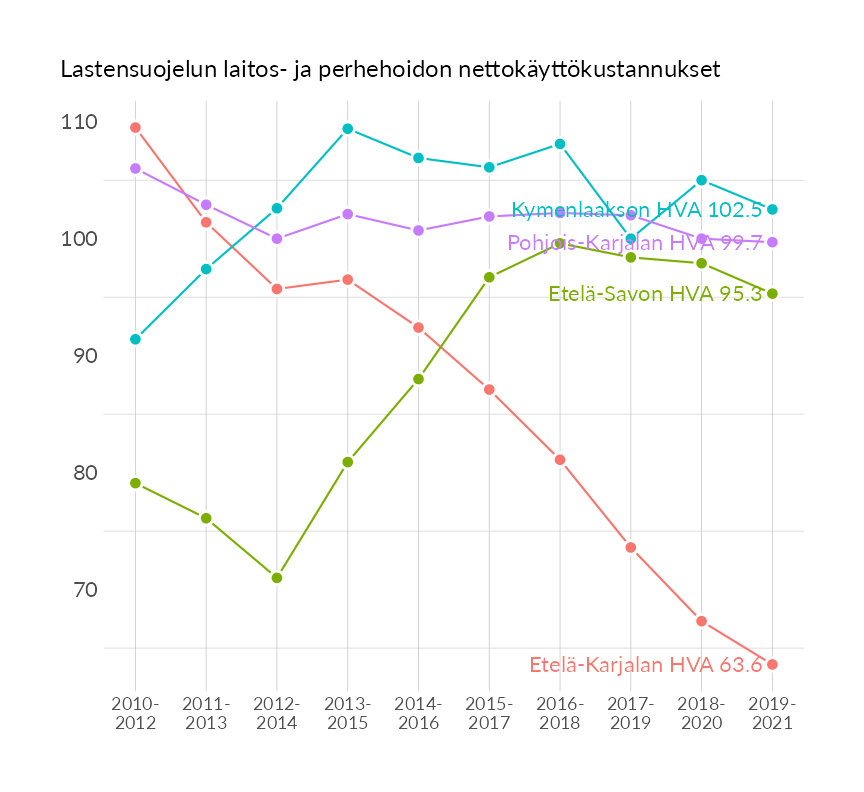 Lastensuojelun laitos- ja perhehoidon nettokäyttökustannukset
110
100
90
80
70
Kymenlaakson HVA 102.5
Pohjois-Karjalan HVA 99.7
Etelä-Savon HVA 95.3
Etelä-Karjalan HVA 63.6
2010- 2011- 2012- 2013- 2014- 2015- 2016- 2017- 2018- 2019-
2012 2013 2014 2015 2016 2017 2018 2019 2020 2021